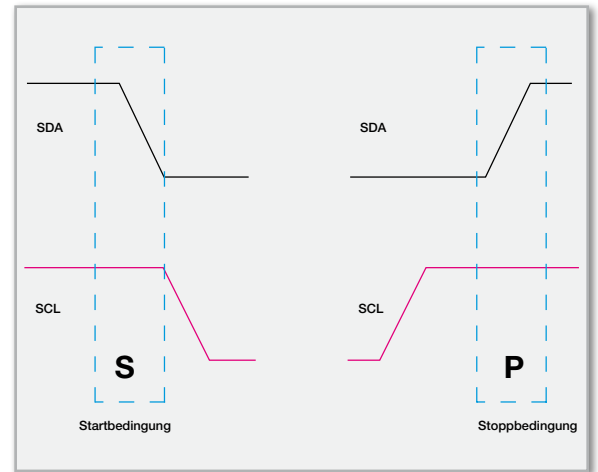 SDA
SDA
SCL
SCL
S
P
Startbedingung
Stoppbedingung